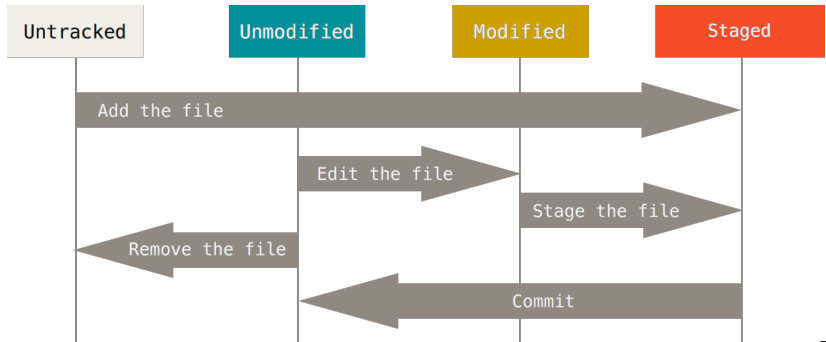 Untracked
Unmodified
Modified
Staged
Add the file
Edit the file
Stage the file
Remove the file
Commit